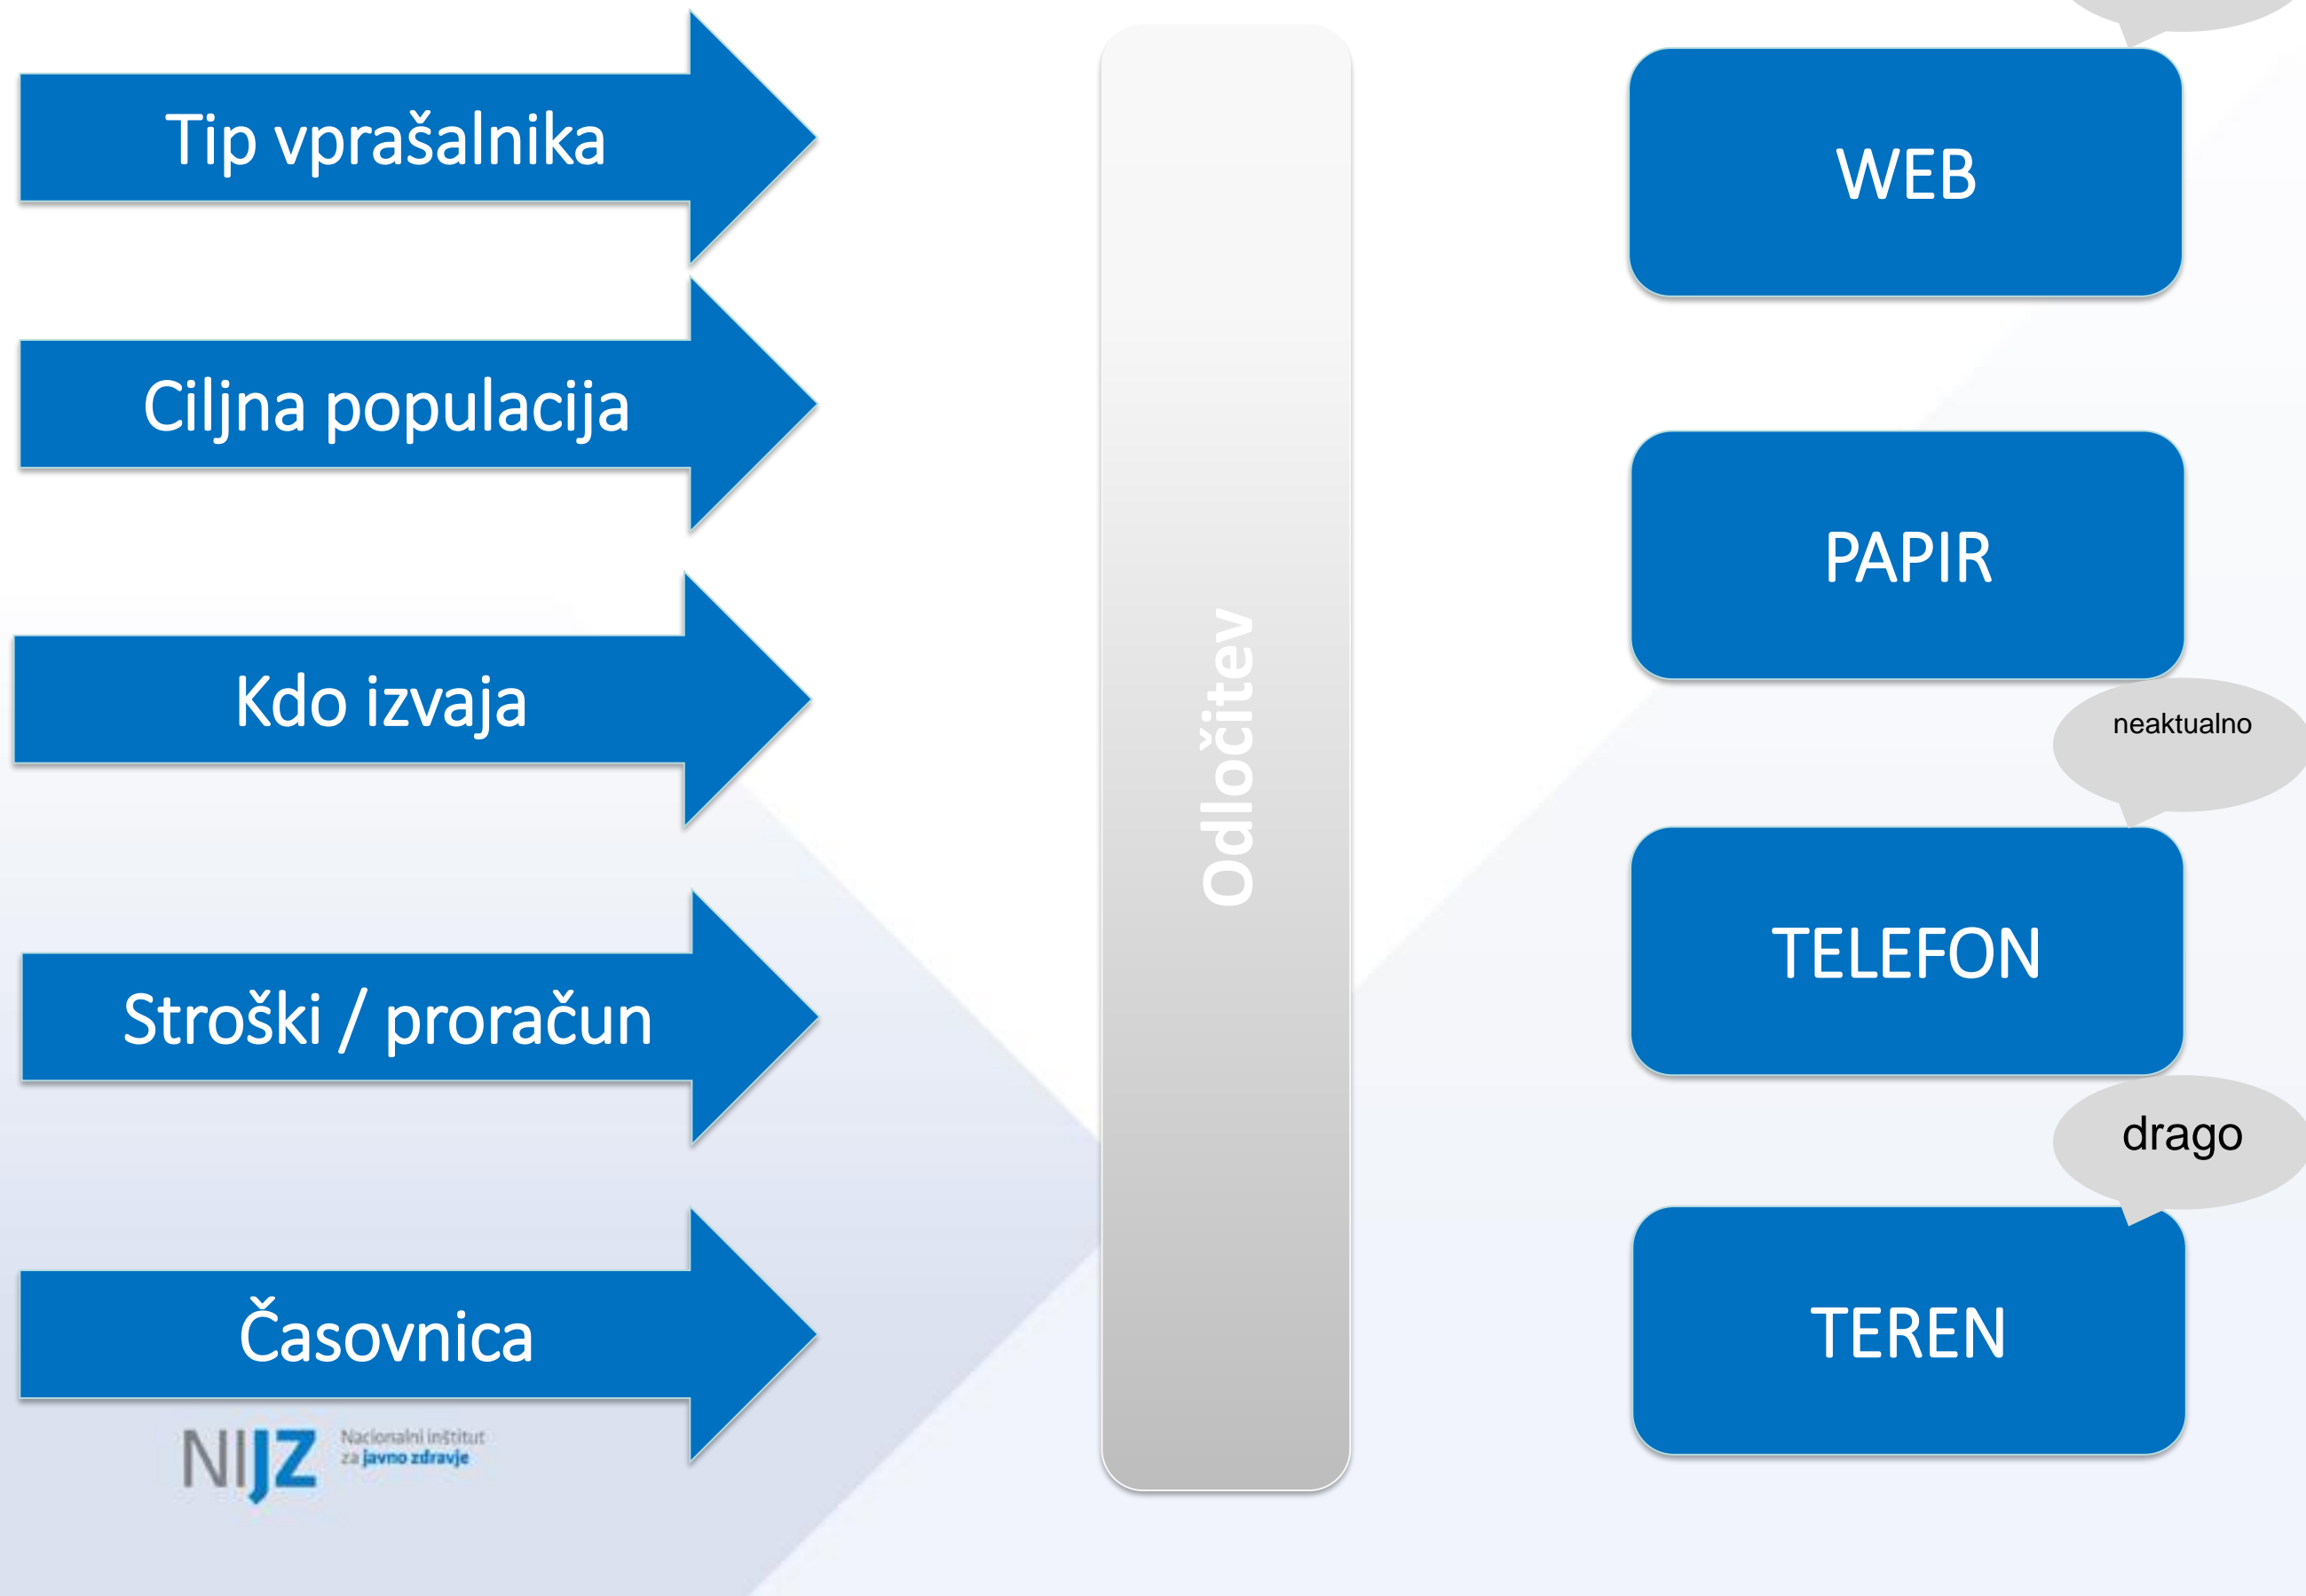 Tip vprašalnika
Ciljna populacija
Kdo izvaja
Stroški / proračun
Časovnica
Odločitev
WEB
PAPIR
neaktualno
TELEFON
drago
TEREN
NIJZ
Nacionalni inštitut
za javno zdravje